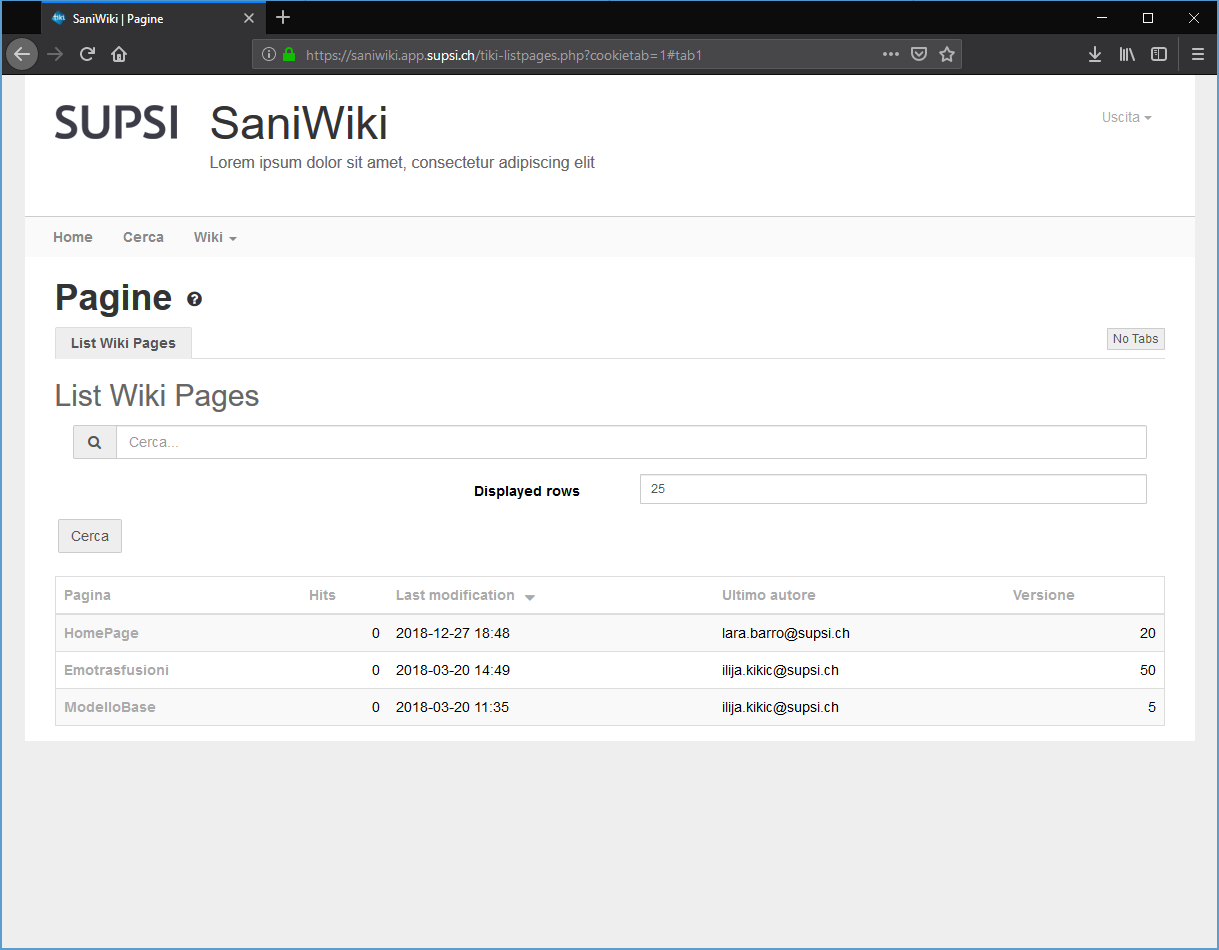 SaniWiki | Pagine
https://saniwiki.app.supsi.ch/tiki-listpages.php?cookietab=1#tab1
SUPSI SaniWiki Uscita
Lorem ipsum dolor sit amet, consectetur adipiscing elit
Home Cerca Wiki
Pagine ?
List Wiki Pages No Tabs
List Wiki Pages
Cerca...
Displayed rows 25
Cerca
Pagina Hits Last modification Ultimo autore Versione
HomePage 0 2018-12-27 18:48 lara.barro@supsi.ch 20
Emotrasfusioni 0 2018-03-20 14:49 ilija.kikic@supsi.ch 50
ModelloBase 0 2018-03-20 11:35 ilija.kikic@supsi.ch 5